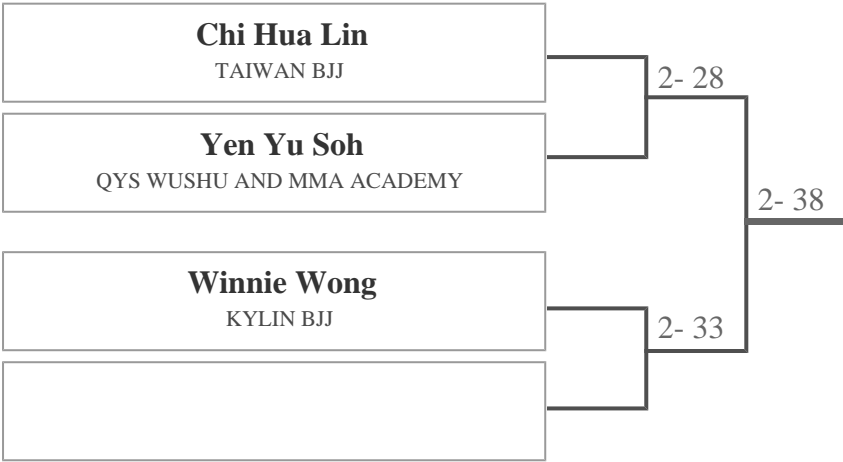 Chi Hua Lin
TAIWAN BJJ
2- 28
Yen Yu Soh
QYS WUSHU AND MMA ACADEMY
2- 38
Winnie Wong
KYLIN BJJ
2- 33